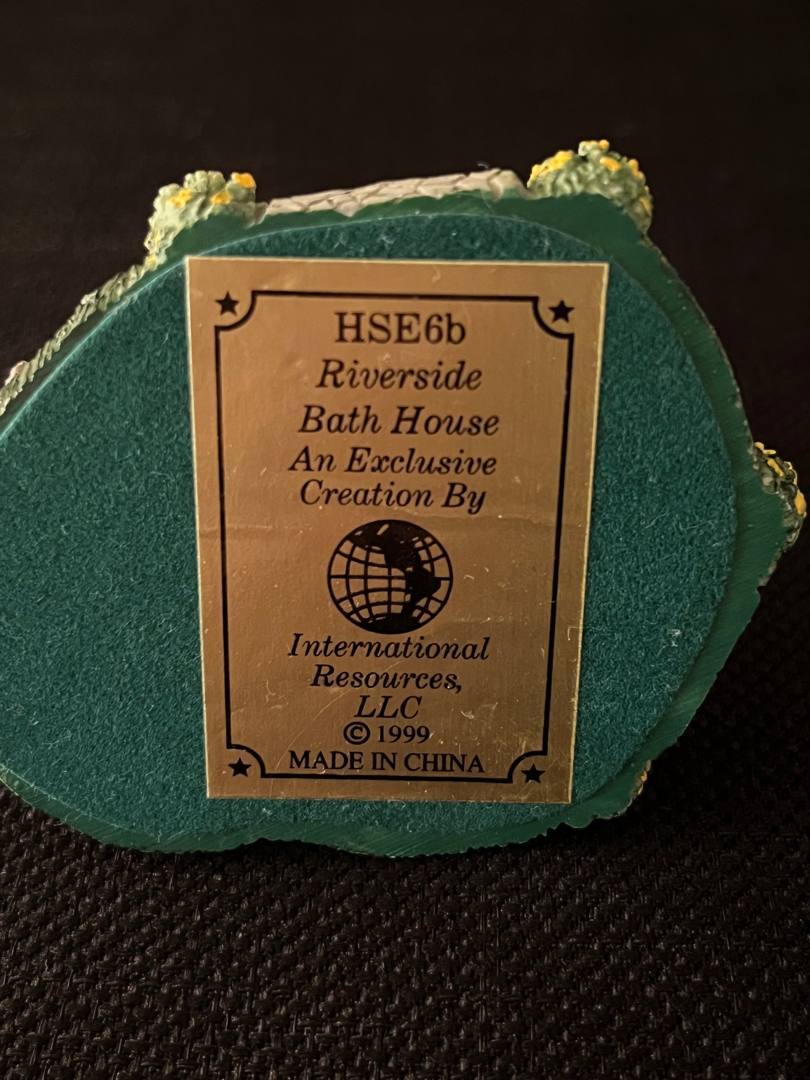 HSE6b
Riverside
Bath House
An Exclusive
Creation By
International
Resources,
LLC
© 1999
MADE IN CHINA